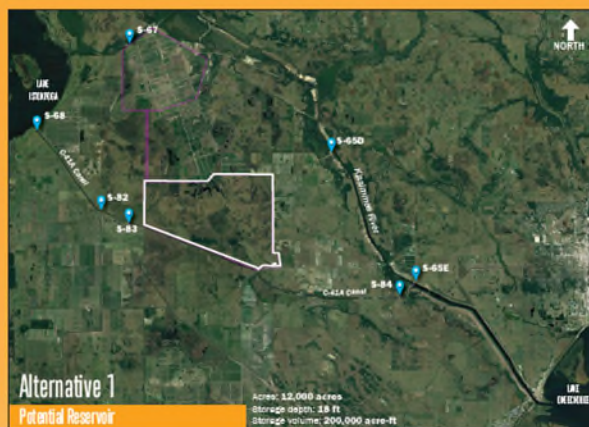 S-67
NORTH
LAKE
ISTOKPOGA
S-68
S-65D
C-41A Canal
Kissimmee River
S-82
S-83
S-65E
S-84
C-41A Canal
LAKE
OKEECHOBEE
Alternative 1
Potential Reservoir
Acres: 12,000 acres
Storage depth: 18 ft
Storage volume: 200,000 acre-ft